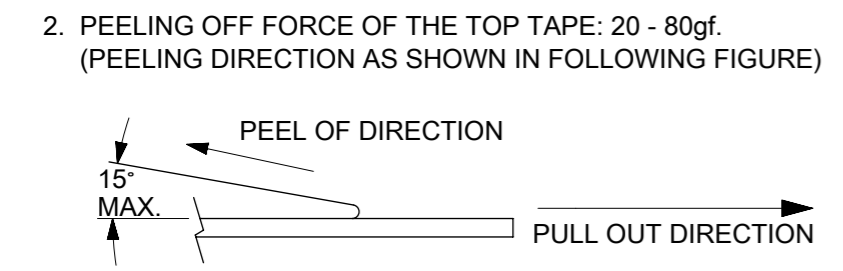 2. PEELING OFF FORCE OF THE TOP TAPE: 20 - 80gf.
(PEELING DIRECTION AS SHOWN IN FOLLOWING FIGURE)
PEEL OF DIRECTION
15°
MAX.
PULL OUT DIRECTION